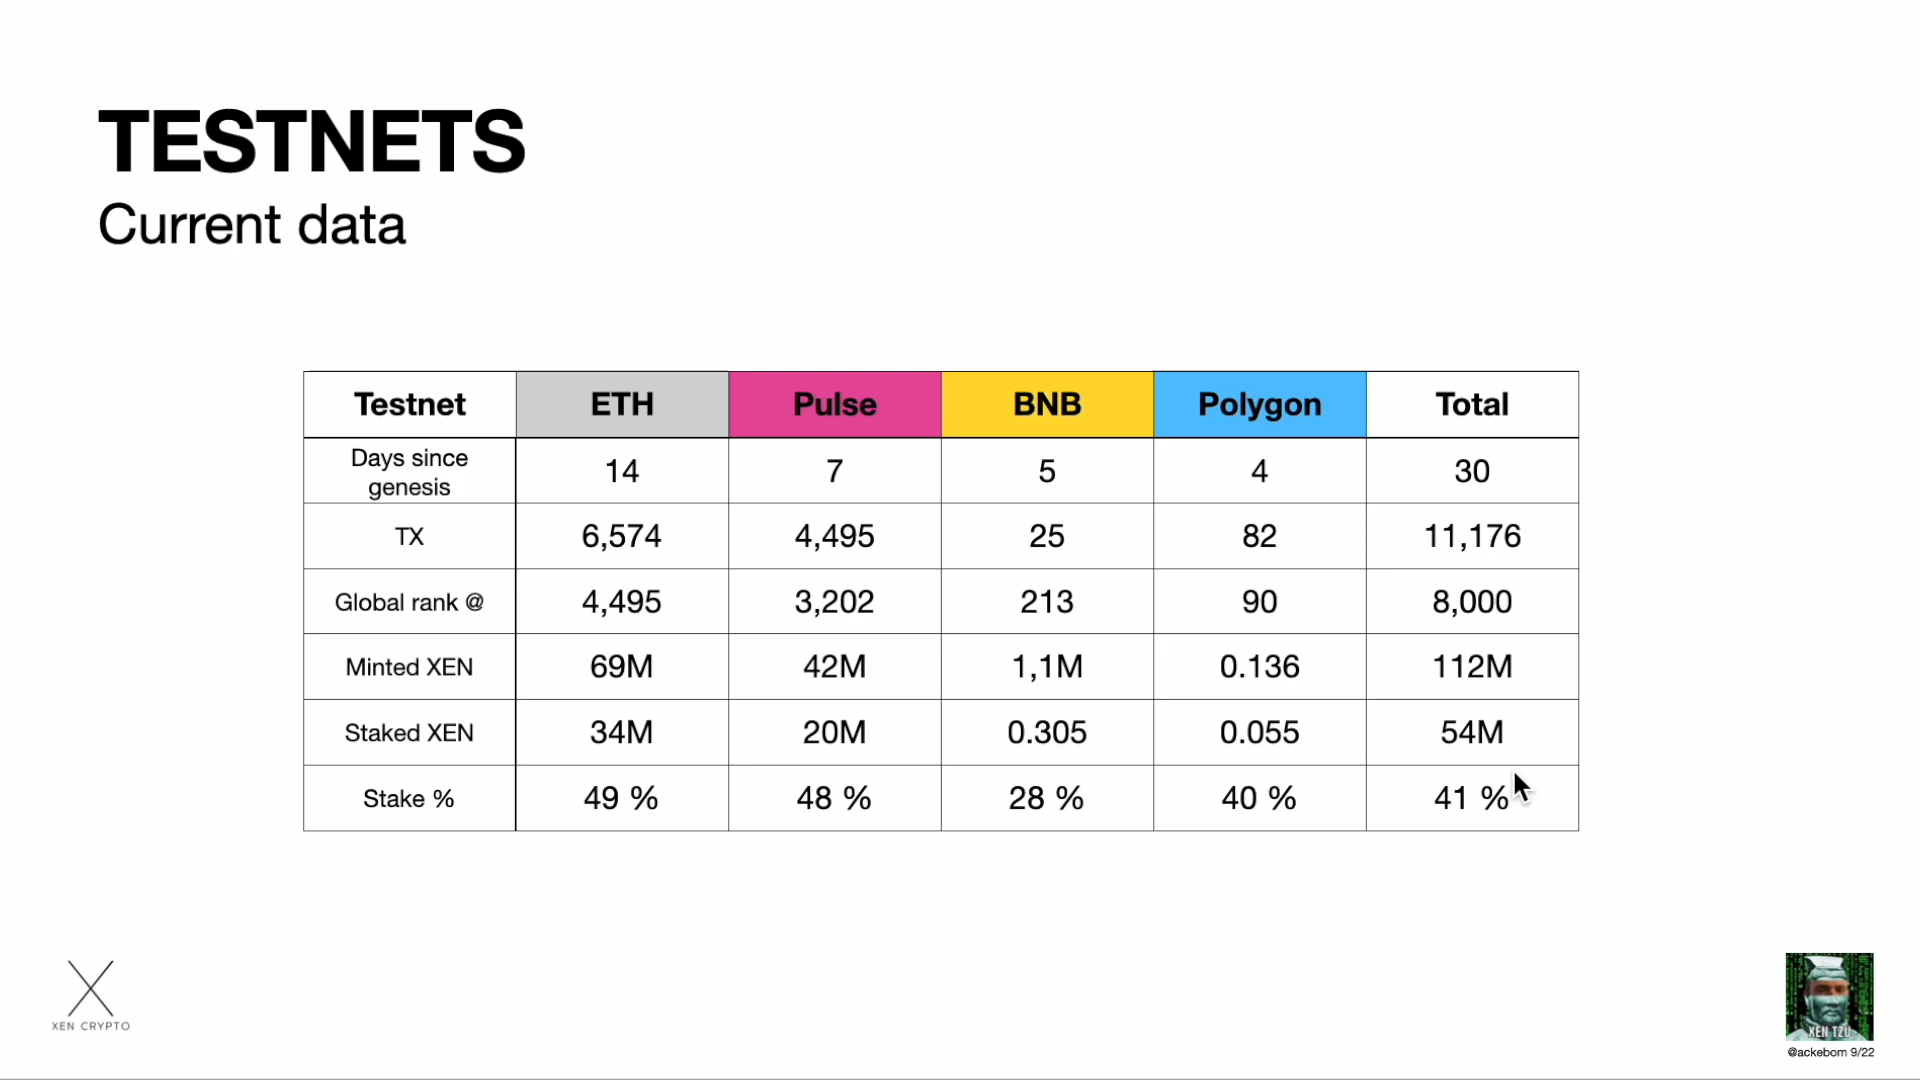 TESTNETS
Current data
Testnet ETH Pulse BNB Polygon Total
Days since genesis 14 7 5 4 30
TX 6,574 4,495 25 82 11,176
Global rank @ 4,495 3,202 213 90 8,000
Minted XEN 69M 42M 1,1M 0.136 112M
Staked XEN 34M 20M 0.305 0.055 54M
Stake % 49 % 48 % 28 % 40 % 41 %
XEN CRYPTO
XEN TZU
@ackebom 9/22